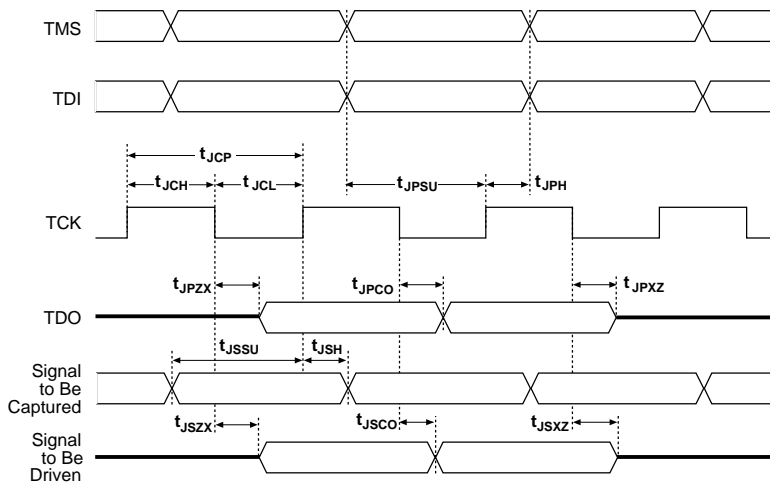 TMS
TDI
tJCP
tJCH
tJCL
tJPSU
tJPH
TCK
tJPZX
tJPCO
tJPXZ
TDO
tJSSU
tJSH
Signal
to Be
Captured
tJSZX
tJSCO
tJSXZ
Signal
to Be
Driven